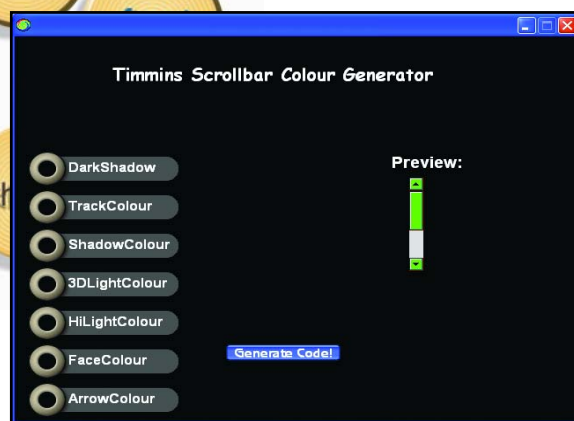 Timmins Scrollbar Colour Generator
DarkShadow
TrackColour
ShadowColour
3DLightColour
HiLightColour
FaceColour
ArrowColour
Preview:
Generate Code!